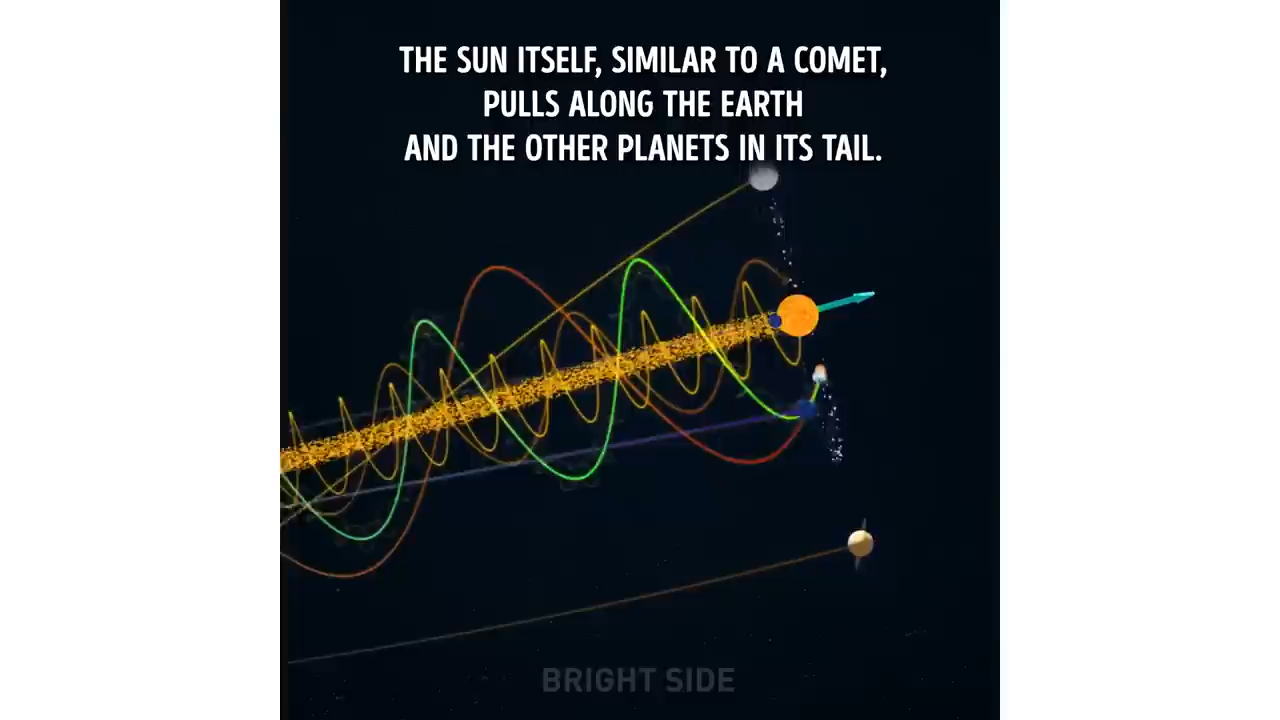 THE SUN ITSELF, SIMILAR TO A COMET,
PULLS ALONG THE EARTH
AND THE OTHER PLANETS IN ITS TAIL.
BRIGHT SIDE